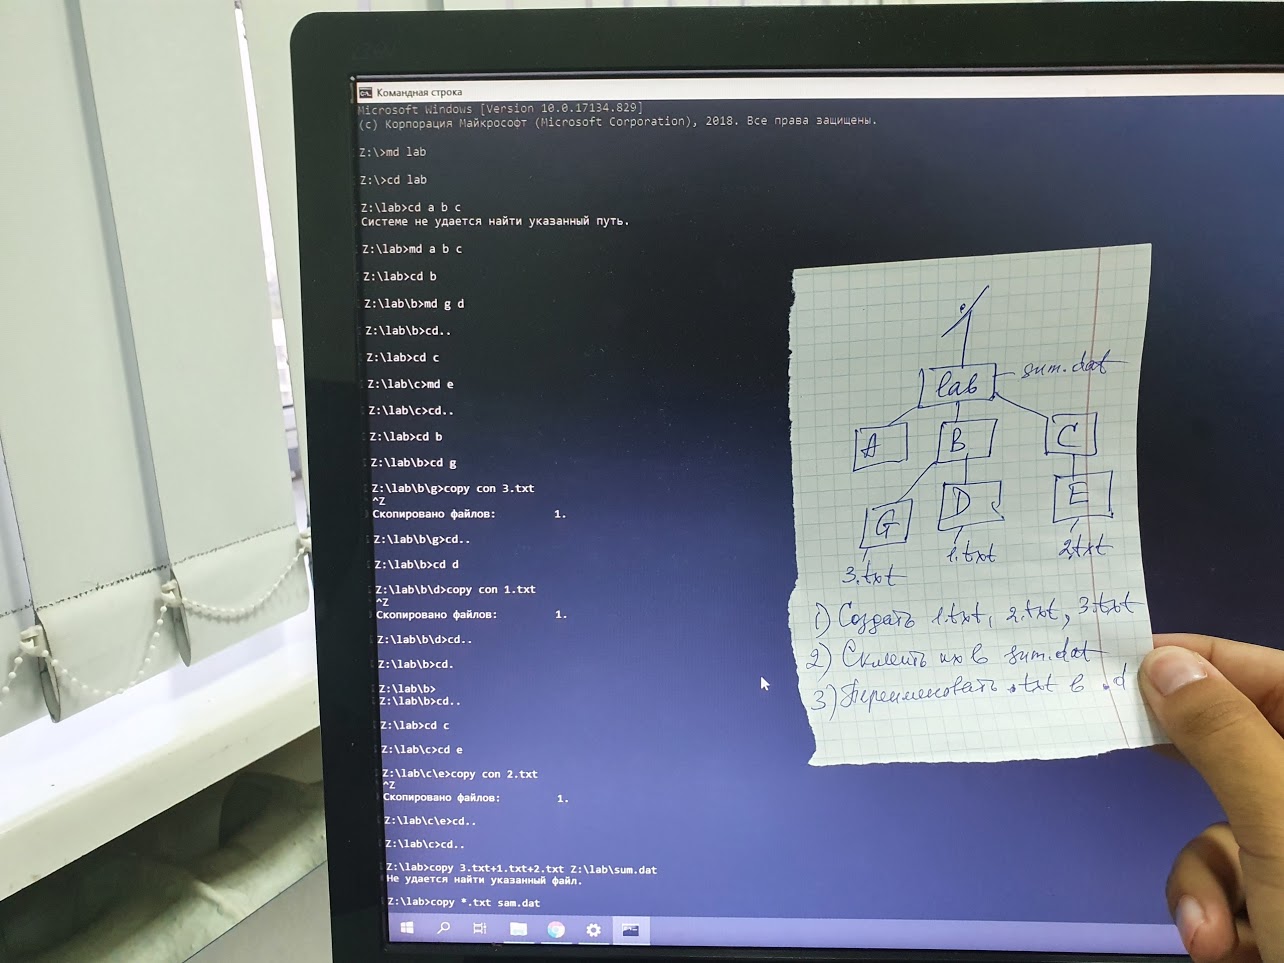 Командная строка
Microsoft Windows [Version 10.0.17134.829]
(c) Корпорация Майкрософт (Microsoft Corporation), 2018. Все права защищены.
Z:\>md lab
Z:\>cd lab
Z:\lab>cd a b c
Системе не удается найти указанный путь.
Z:\lab>md a b c
Z:\lab>cd b
Z:\lab\b>md g d
Z:\lab\b>cd..
Z:\lab>cd c
Z:\lab\c>md e
Z:\lab\c>cd..
Z:\lab>cd b
Z:\lab\b>cd g
Z:\lab\b\g>copy con 3.txt
^Z
Скопировано файлов: 1.
Z:\lab\b\g>cd..
Z:\lab\b>cd d
Z:\lab\b\d>copy con 1.txt
^Z
Скопировано файлов: 1.
Z:\lab\b\d>cd..
Z:\lab\b>cd.
Z:\lab\b>
Z:\lab\b>cd..
Z:\lab>cd c
Z:\lab\c>cd e
Z:\lab\c\e>copy con 2.txt
^Z
Скопировано файлов: 1.
Z:\lab\c\e>cd..
Z:\lab\c>cd..
Z:\lab>copy 3.txt+1.txt+2.txt Z:\lab\sum.dat
Не удается найти указанный файл.
Z:\lab>copy *.txt sam.dat
lab sum.dat
A B C
G D E
3.txt 1.txt 2.txt
1) Создать 1.txt, 2.txt, 3.txt
2) Склеить их в sum.dat
3) Переименовать .txt в .d